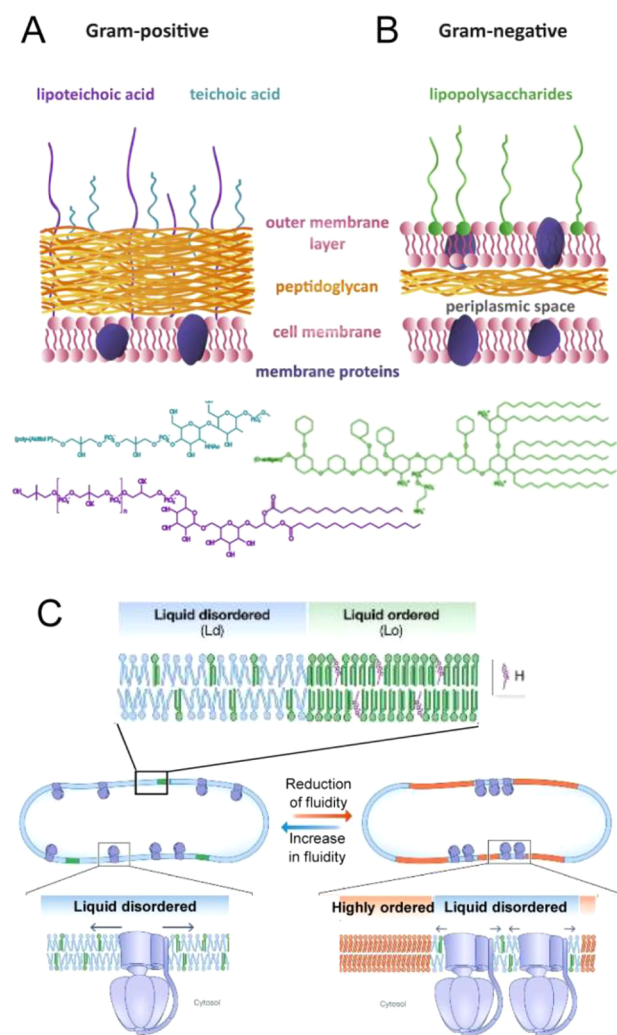 A
Gram-positive
B
Gram-negative
lipoteichoic acid
teichoic acid
lipopolysaccharides
outer membrane
layer
peptidoglycan
periplasmic space
cell membrane
membrane proteins
C
Liquid disordered
(Ld)
Liquid ordered
(Lo)
H
Reduction
of fluidity
Increase
in fluidity
Liquid disordered
Highly ordered
Liquid disordered
Cytosol
Cytosol